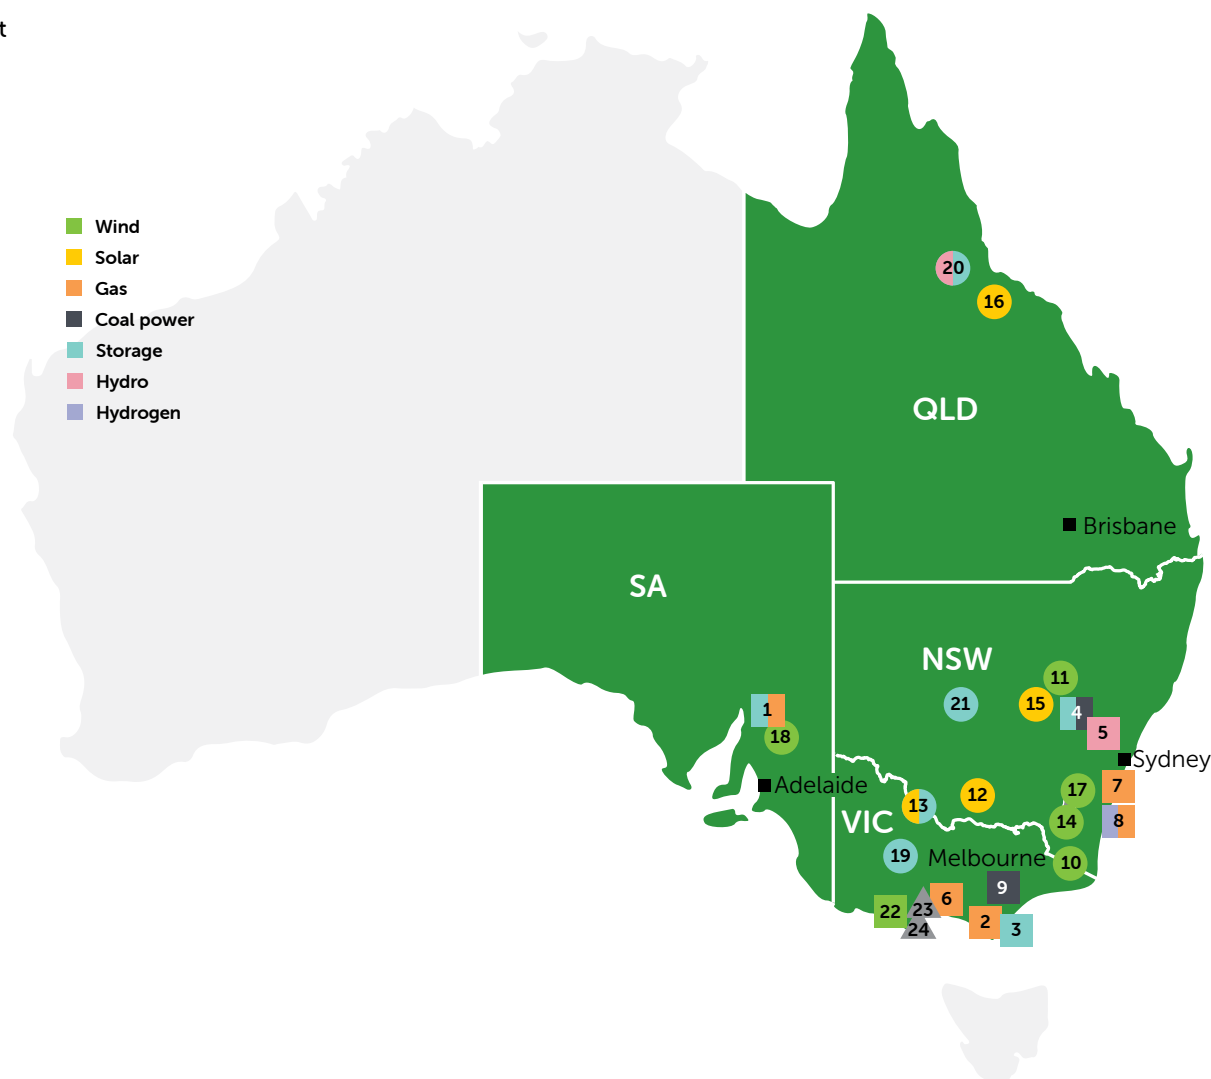 t
Wind
Solar
Gas
Coal power
Storage
Hydro
Hydrogen
20
16
QLD
Brisbane
SA
NSW
11
21
15
4
1
5
18
Sydney
Adelaide
7
17
12
13
VIC
14
8
19
Melbourne
10
9
6
22
23
2
24
3